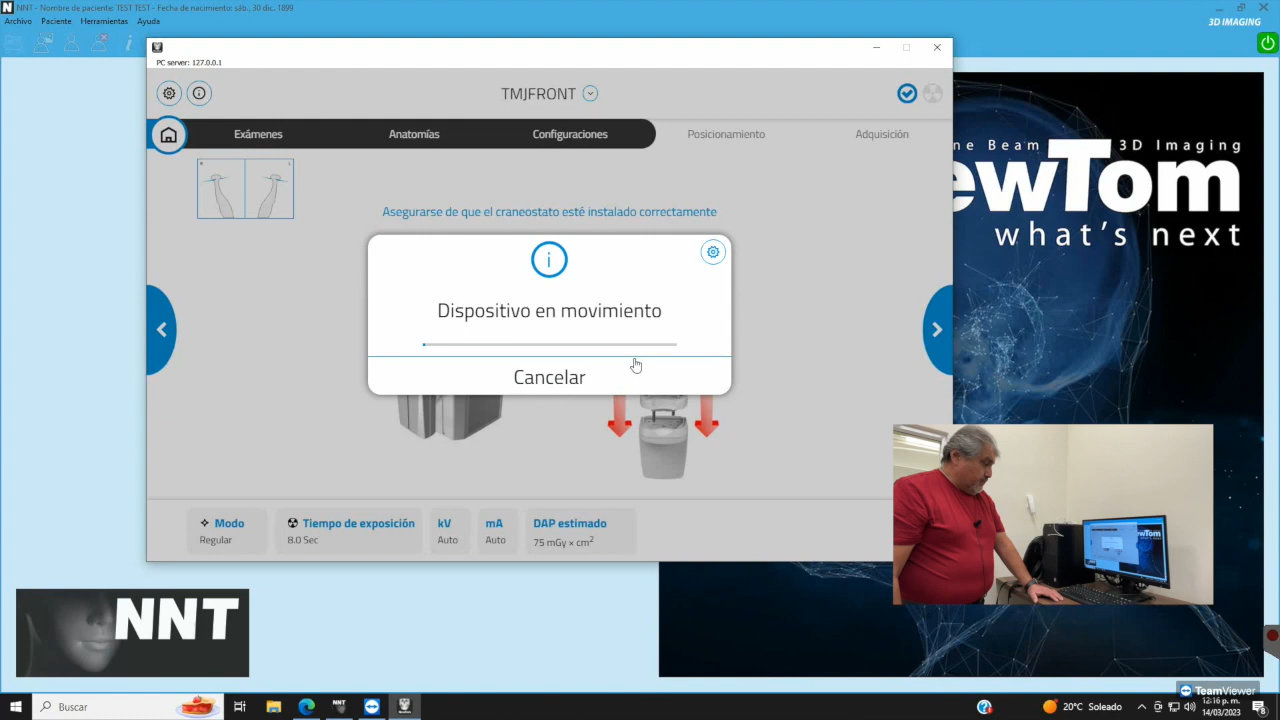 NNT - Nombre de paciente: TEST TEST - Fecha de nacimiento: sáb., 30 dic. 1899
Archivo Paciente Herramientas Ayuda
3D IMAGING
PC server: 127.0.0.1
TMJFRONT
Exámenes Anatomías Configuraciones Posicionamiento Adquisición
R L
Asegurarse de que el craneostato esté instalado correctamente
i
Dispositivo en movimiento
Cancelar
Modo
Regular
Tiempo de exposición
8.0 Sec
kV
Auto
mA
Auto
DAP estimado
75 mGy × cm²
ne Beam 3D Imaging
ewTom
what's next
NNT
TeamViewer
Buscar
20°C Soleado
12:16 p. m.
14/03/2023
8